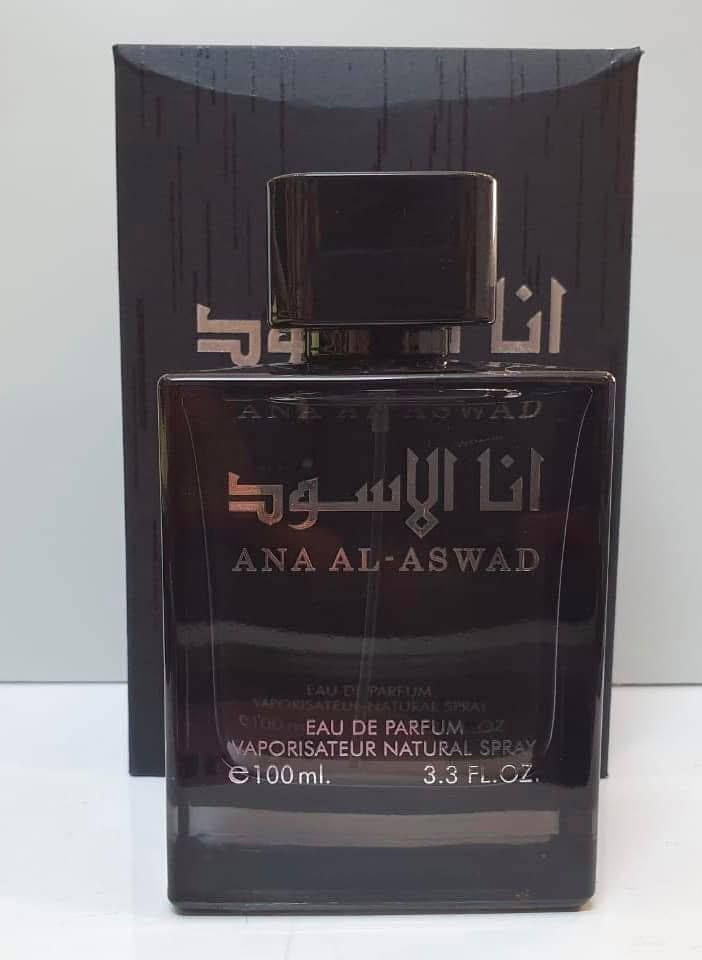 انا الاسود
ANA AL-ASWAD
انا الاسود
ANA AL-ASWAD
EAU DE PARFUM
VAPORISATEUR NATURAL SPRAY
EAU DE PARFUM
VAPORISATEUR NATURAL SPRAY
℮100ml. 3.3 FL.OZ.